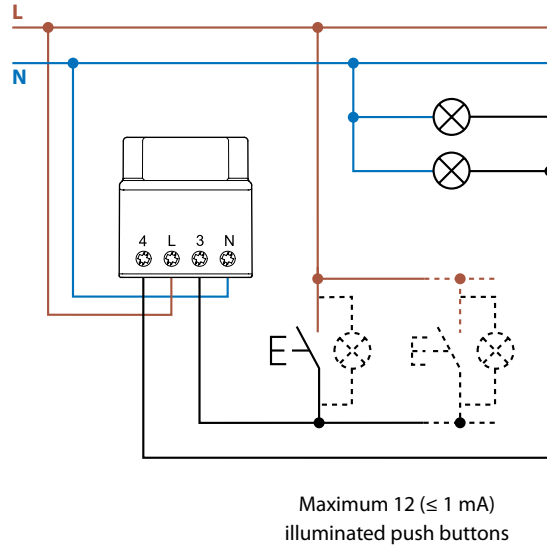 L
N
4 L 3 N
Maximum 12 (≤ 1 mA)
illuminated push buttons